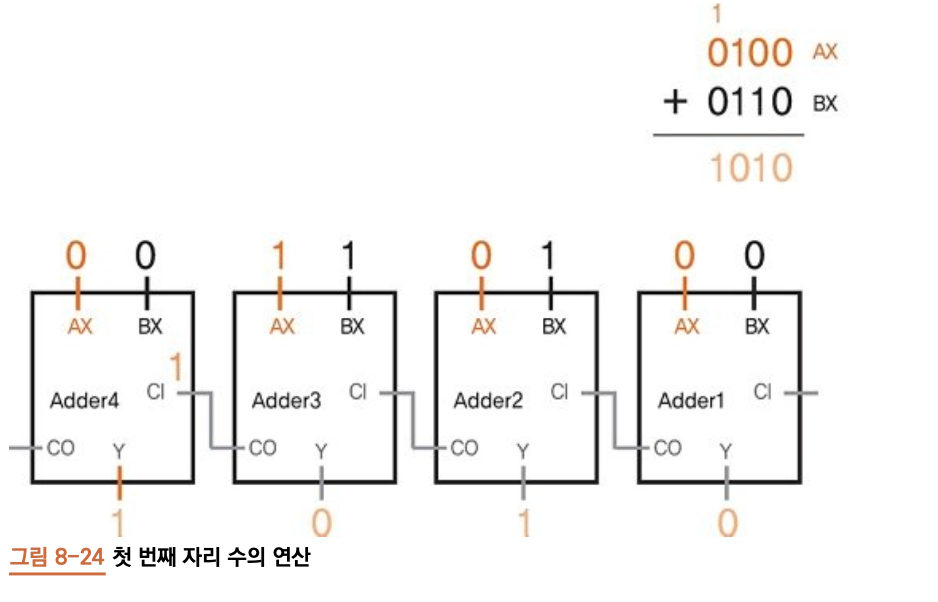 1
0100 AX
+ 0110 BX
1010
0 0 1 1 0 1 0 0
AX BX AX BX AX BX AX BX
1
Adder4 CI Adder3 CI Adder2 CI Adder1 CI
CO Y CO Y CO Y CO Y
1 0 1 0
그림 8-24 첫 번째 자리 수의 연산